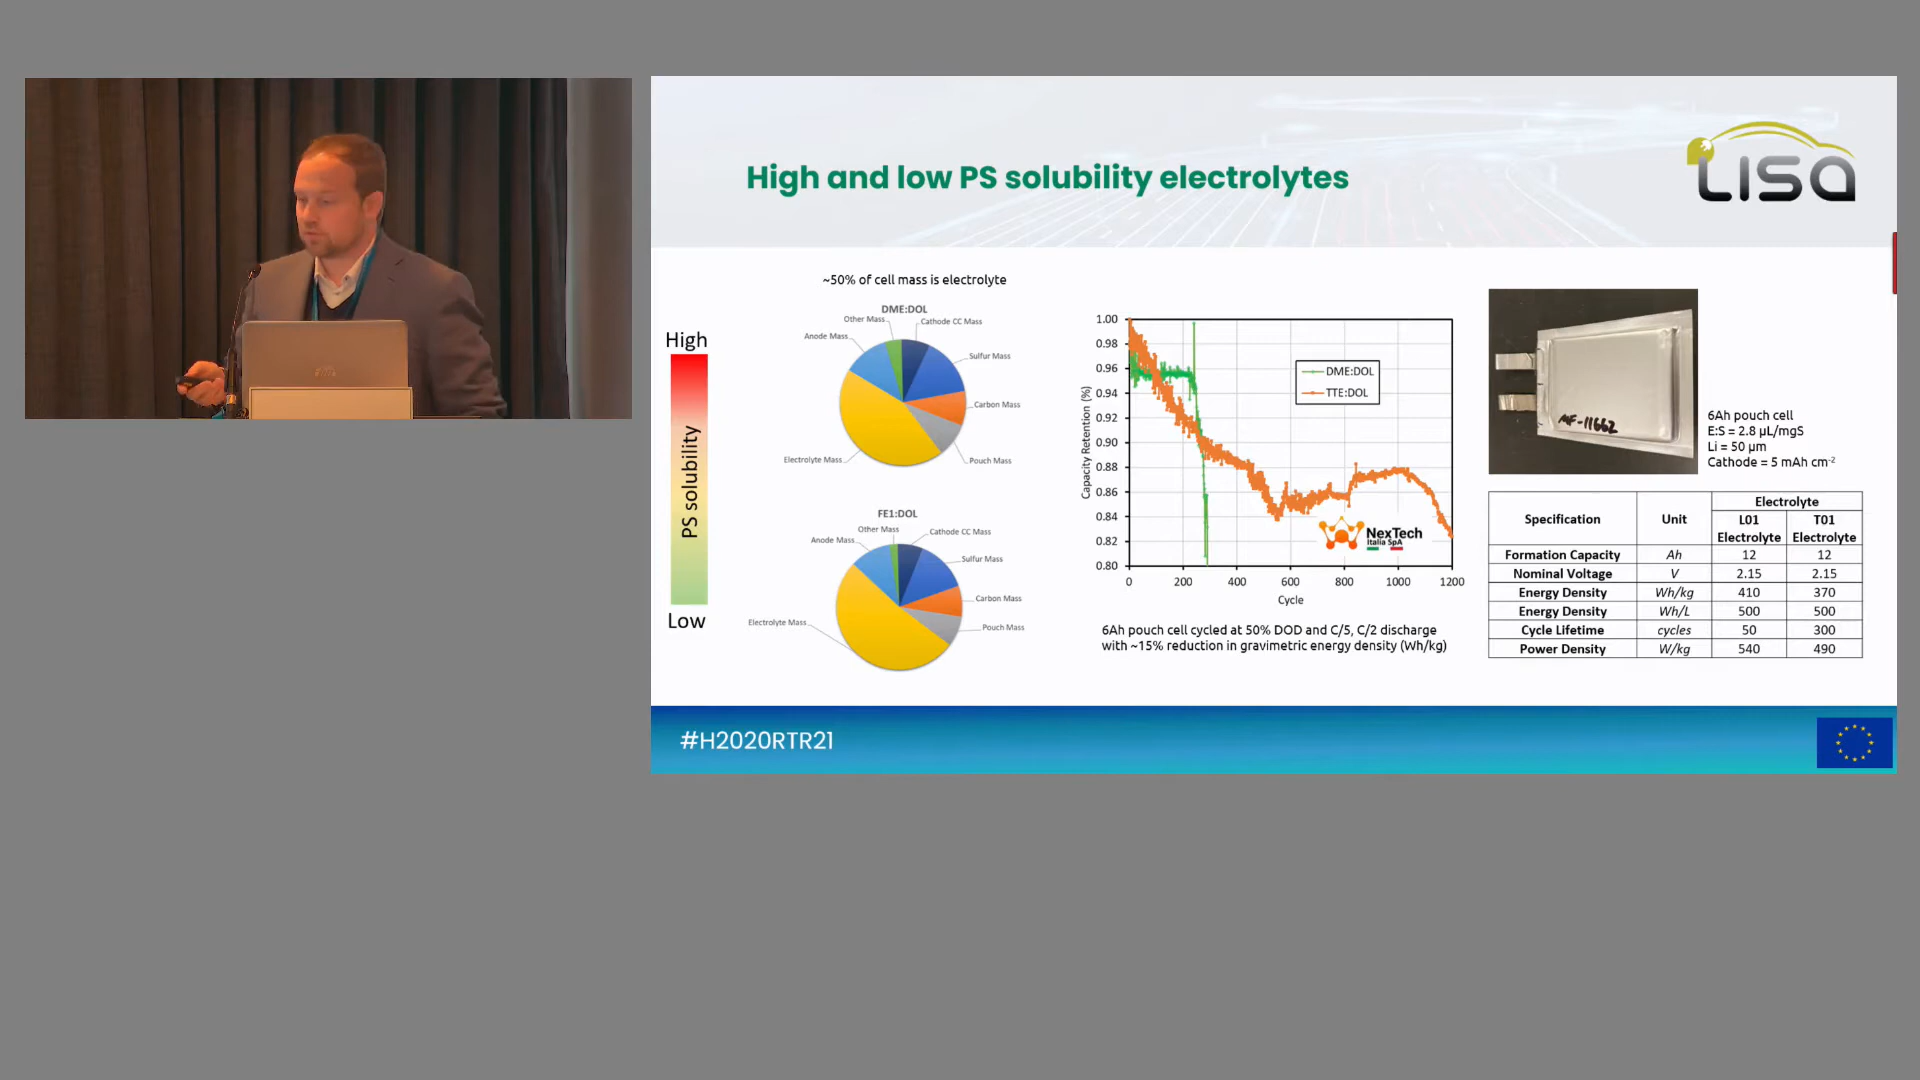 High and low PS solubility electrolytes
LISA
~50% of cell mass is electrolyte
High
PS solubility
Low
DME:DOL
Other Mass
Cathode CC Mass
Anode Mass
Sulfur Mass
Carbon Mass
Electrolyte Mass
Pouch Mass
FE1:DOL
Other Mass
Cathode CC Mass
Anode Mass
Sulfur Mass
Carbon Mass
Electrolyte Mass
Pouch Mass
Capacity Retention (%)
1.00
0.98
0.96
0.94
0.92
0.90
0.88
0.86
0.84
0.82
0.80
0 200 400 600 800 1000 1200
Cycle
DME:DOL
TTE:DOL
NexTech
Italia SpA
6Ah pouch cell cycled at 50% DOD and C/5, C/2 discharge
with ~15% reduction in gravimetric energy density (Wh/kg)
MF-11662
6Ah pouch cell
E:S = 2.8 µL/mgS
Li = 50 µm
Cathode = 5 mAh cm⁻²
Specification Unit Electrolyte
L01 Electrolyte T01 Electrolyte
Formation Capacity Ah 12 12
Nominal Voltage V 2.15 2.15
Energy Density Wh/kg 410 370
Energy Density Wh/L 500 500
Cycle Lifetime cycles 50 300
Power Density W/kg 540 490
#H2020RTR21